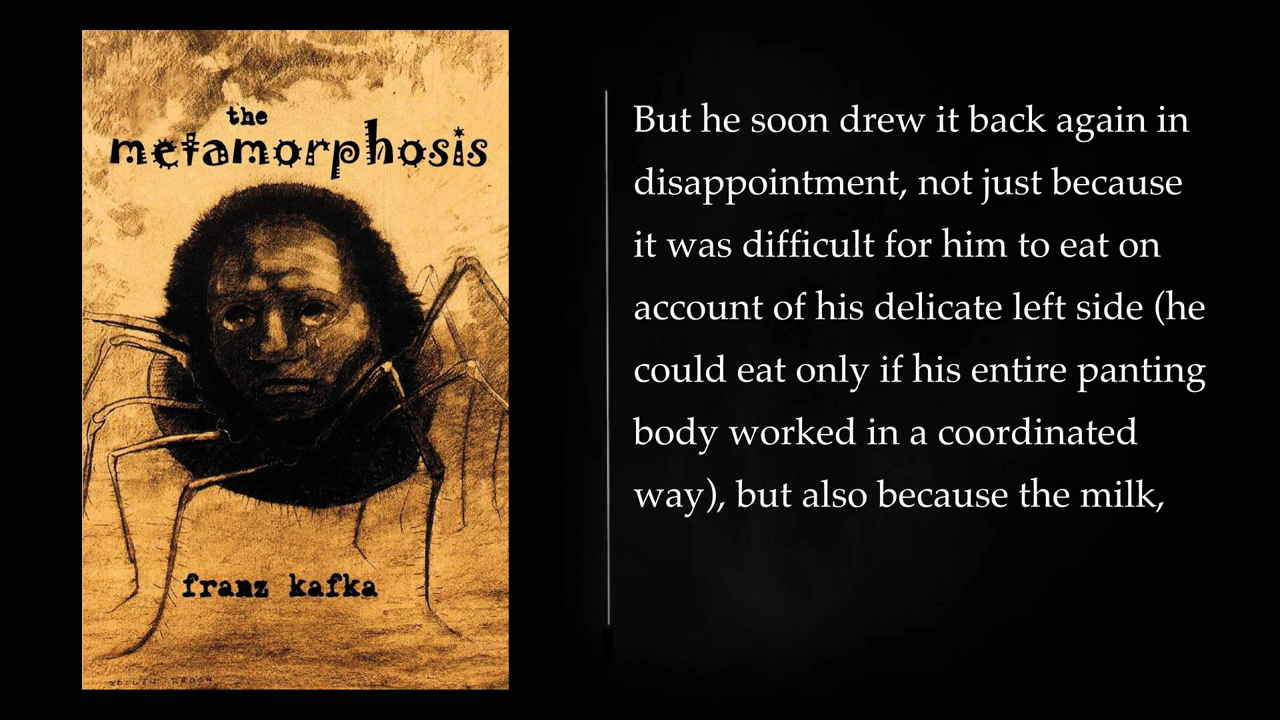 the
metamorphosis
franz kafka
But he soon drew it back again in
disappointment, not just because
it was difficult for him to eat on
account of his delicate left side (he
could eat only if his entire panting
body worked in a coordinated
way), but also because the milk,